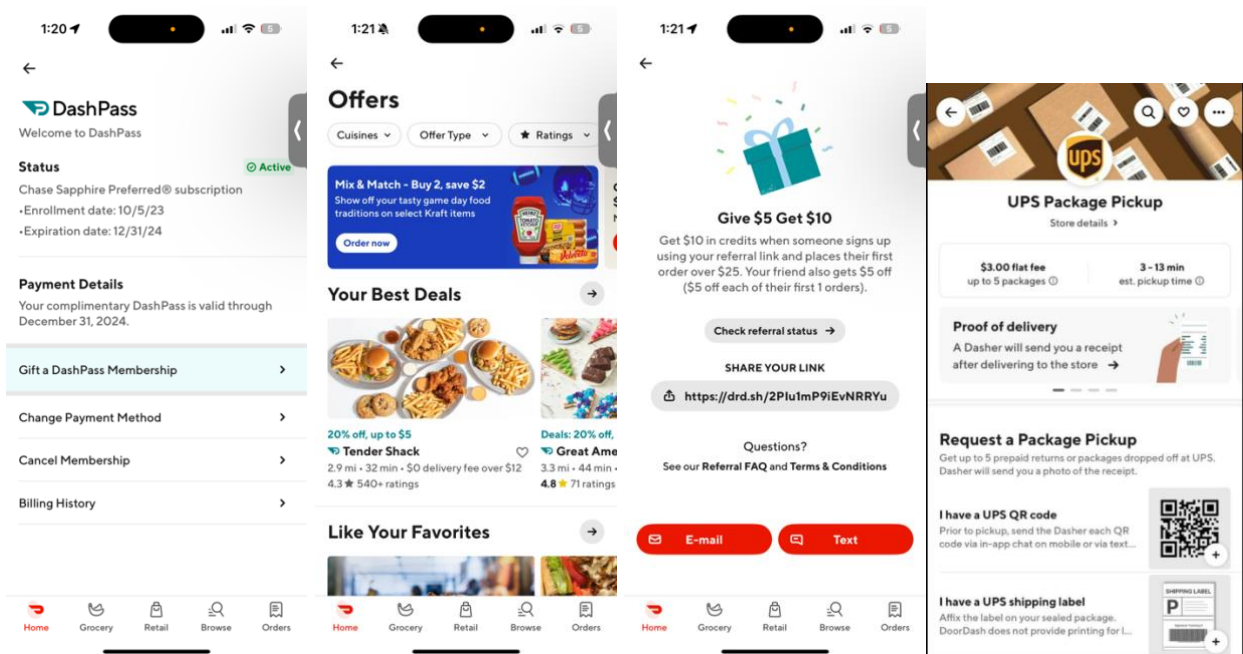 1:20
5
DashPass
Welcome to DashPass
Status
Active
Chase Sapphire Preferred® subscription
•Enrollment date: 10/5/23
•Expiration date: 12/31/24
Payment Details
Your complimentary DashPass is valid through
December 31, 2024.
Gift a DashPass Membership
Change Payment Method
Cancel Membership
Billing History
Home
Grocery
Retail
Browse
Orders
1:21
5
Offers
Cuisines
Offer Type
Ratings
Mix & Match - Buy 2, save $2
Show off your tasty game day food
traditions on select Kraft items
Order now
HEINZ
Velveeta
Your Best Deals
20% off, up to $5
Tender Shack
2.9 mi • 32 min • $0 delivery fee over $12
4.3 ★ 540+ ratings
Deals: 20% off,
Great Ame
3.3 mi • 44 min •
4.8 ★ 71 ratings
Like Your Favorites
Home
Grocery
Retail
Browse
Orders
1:21
5
Give $5 Get $10
Get $10 in credits when someone signs up
using your referral link and places their first
order over $25. Your friend also gets $5 off
($5 off each of their first 1 orders).
Check referral status →
SHARE YOUR LINK
https://drd.sh/2PIu1mP9iEvNRRYu
Questions?
See our Referral FAQ and Terms & Conditions
E-mail
Text
Home
Grocery
Retail
Browse
Orders
ups
UPS Package Pickup
Store details >
$3.00 flat fee
up to 5 packages
3 - 13 min
est. pickup time
Proof of delivery
A Dasher will send you a receipt
after delivering to the store →
Request a Package Pickup
Get up to 5 prepaid returns or packages dropped off at UPS.
Dasher will send you a photo of the receipt.
I have a UPS QR code
Prior to pickup, send the Dasher each QR
code via in-app chat on mobile or via text...
I have a UPS shipping label
Affix the label on your sealed package.
DoorDash does not provide printing for l...
SHIPPING LABEL
P